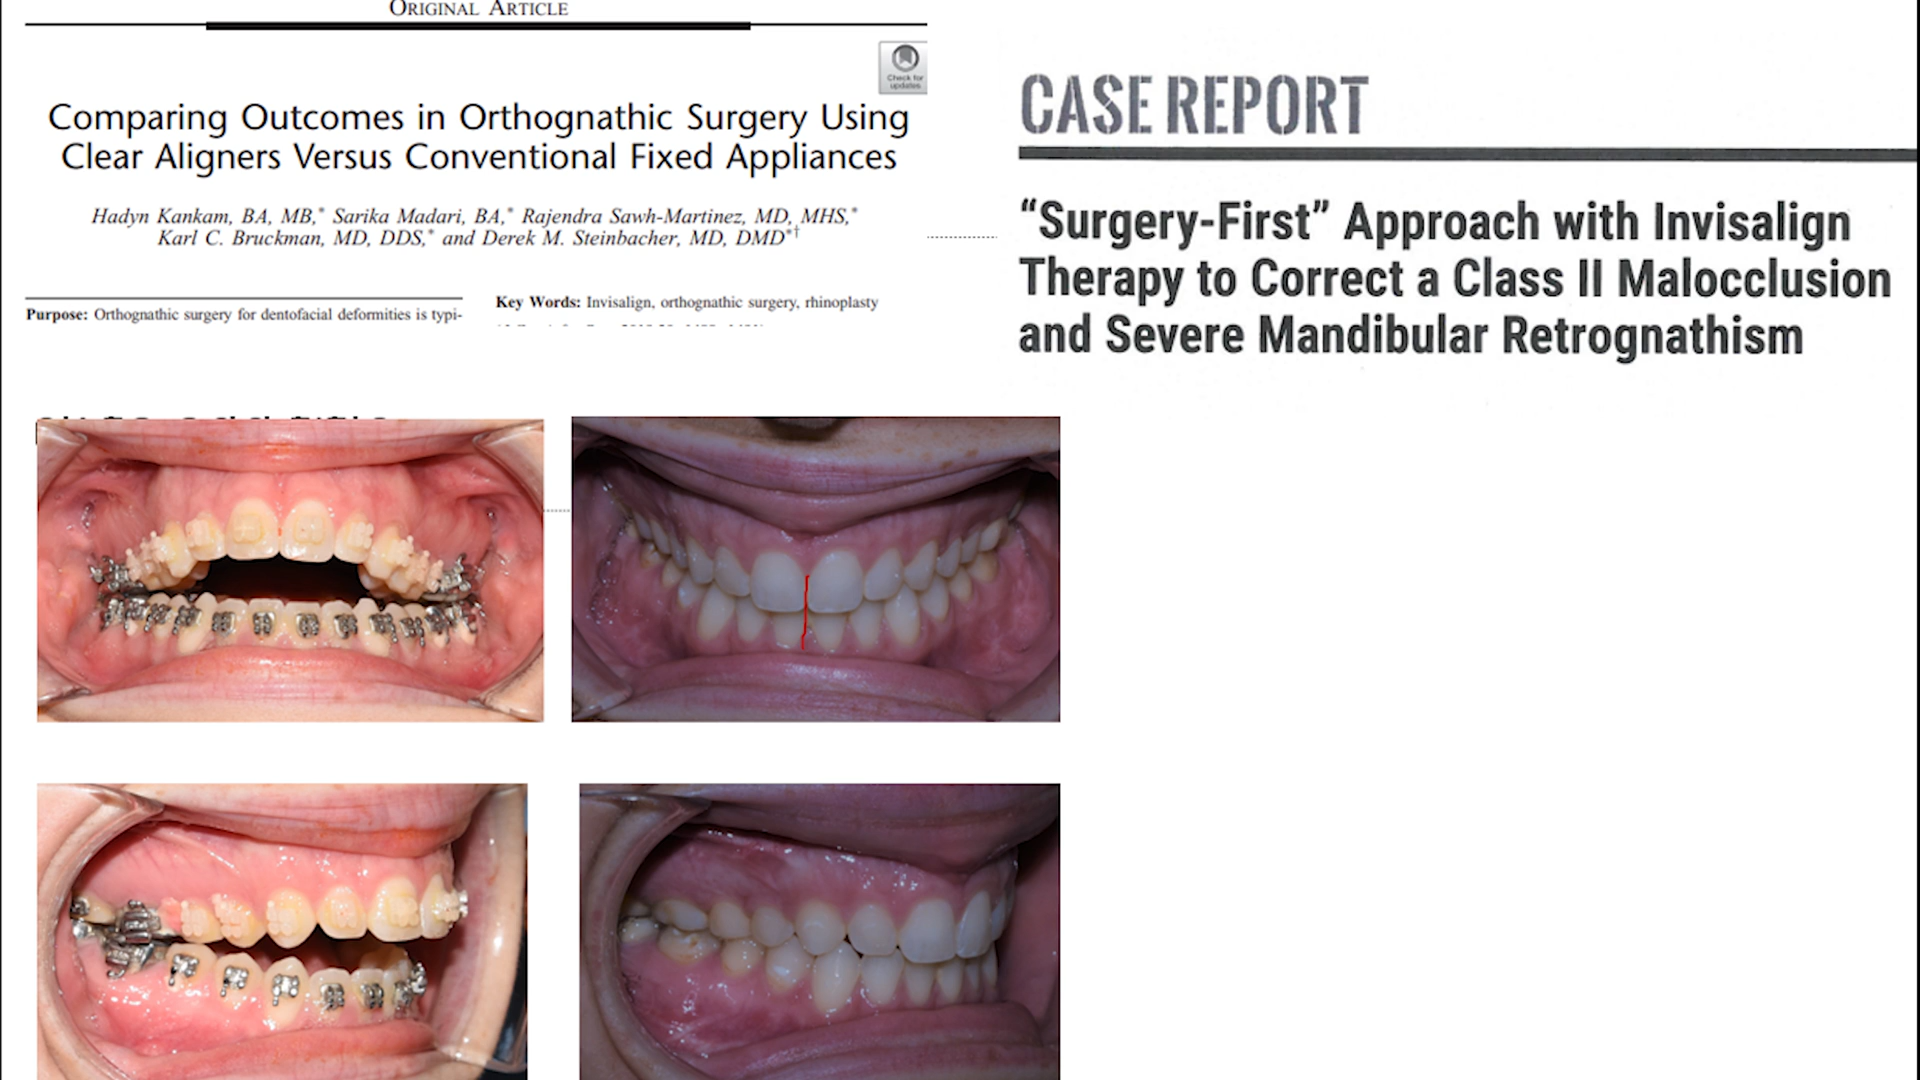 ORIGINAL ARTICLE
Check for
updates
Comparing Outcomes in Orthognathic Surgery Using
Clear Aligners Versus Conventional Fixed Appliances
Hadyn Kankam, BA, MB,* Sarika Madari, BA,* Rajendra Sawh-Martinez, MD, MHS,*
Karl C. Bruckman, MD, DDS,* and Derek M. Steinbacher, MD, DMD*†
Purpose: Orthognathic surgery for dentofacial deformities is typi-
Key Words: Invisalign, orthognathic surgery, rhinoplasty
CASE REPORT
“Surgery-First” Approach with Invisalign
Therapy to Correct a Class II Malocclusion
and Severe Mandibular Retrognathism